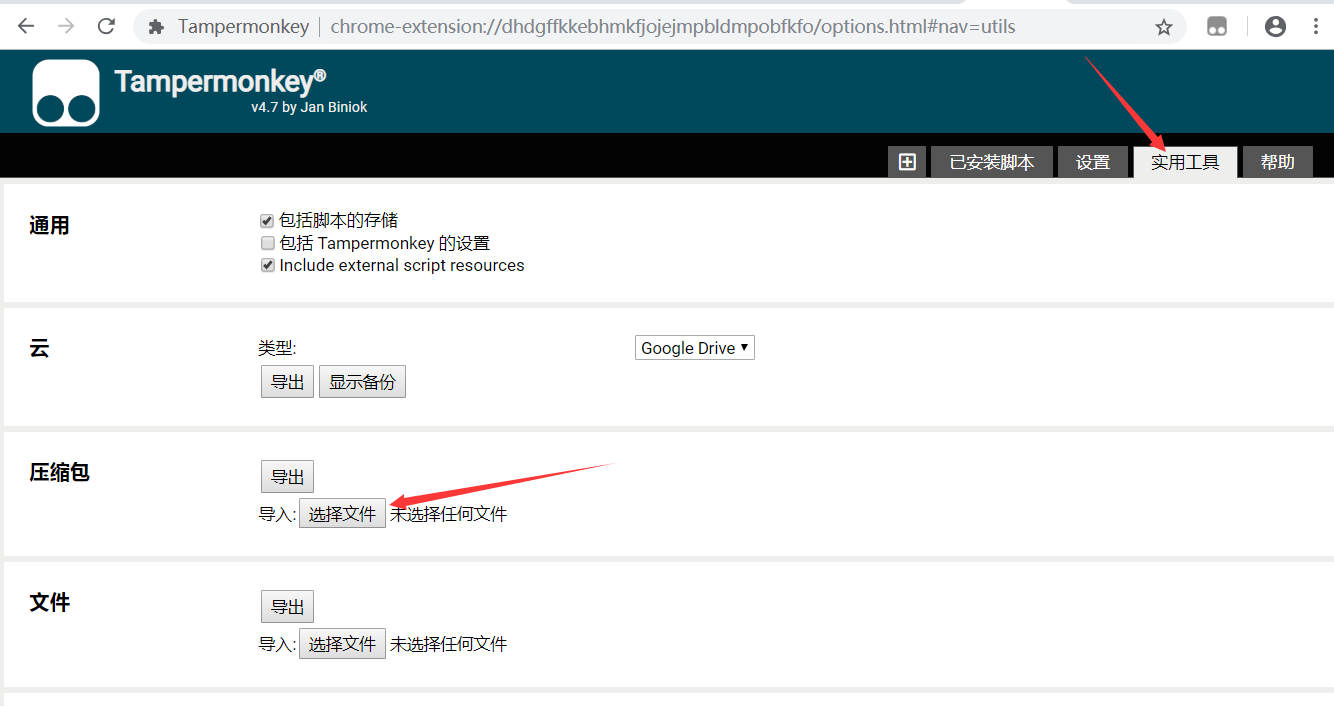 Tampermonkey
chrome-extension://dhdgffkkebhmkfjojejmpbldmpobfkfo/options.html#nav=utils
Tampermonkey®
v4.7 by Jan Biniok
已安装脚本 设置 实用工具 帮助
通用
包括脚本的存储
包括 Tampermonkey 的设置
Include external script resources
云
类型: Google Drive
导出 显示备份
压缩包
导出
导入: 选择文件 未选择任何文件
文件
导出
导入: 选择文件 未选择任何文件